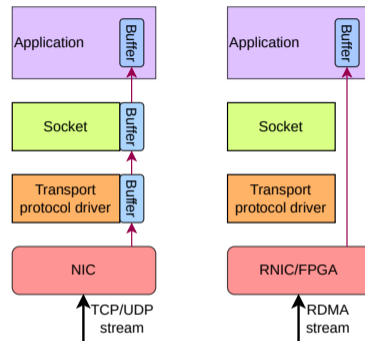 Application
Buffer
Socket
Buffer
Transport
protocol driver
Buffer
NIC
TCP/UDP
stream
Application
Buffer
Socket
Transport
protocol driver
RNIC/FPGA
RDMA
stream